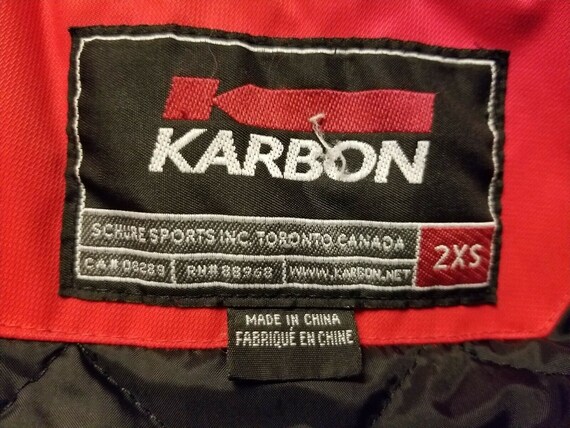 KARBON
SCHURE SPORTS INC. TORONTO, CANADA
CA# 08289 RN# 88968 WWW.KARBON.NET
2XS
MADE IN CHINA
FABRIQUÉ EN CHINE